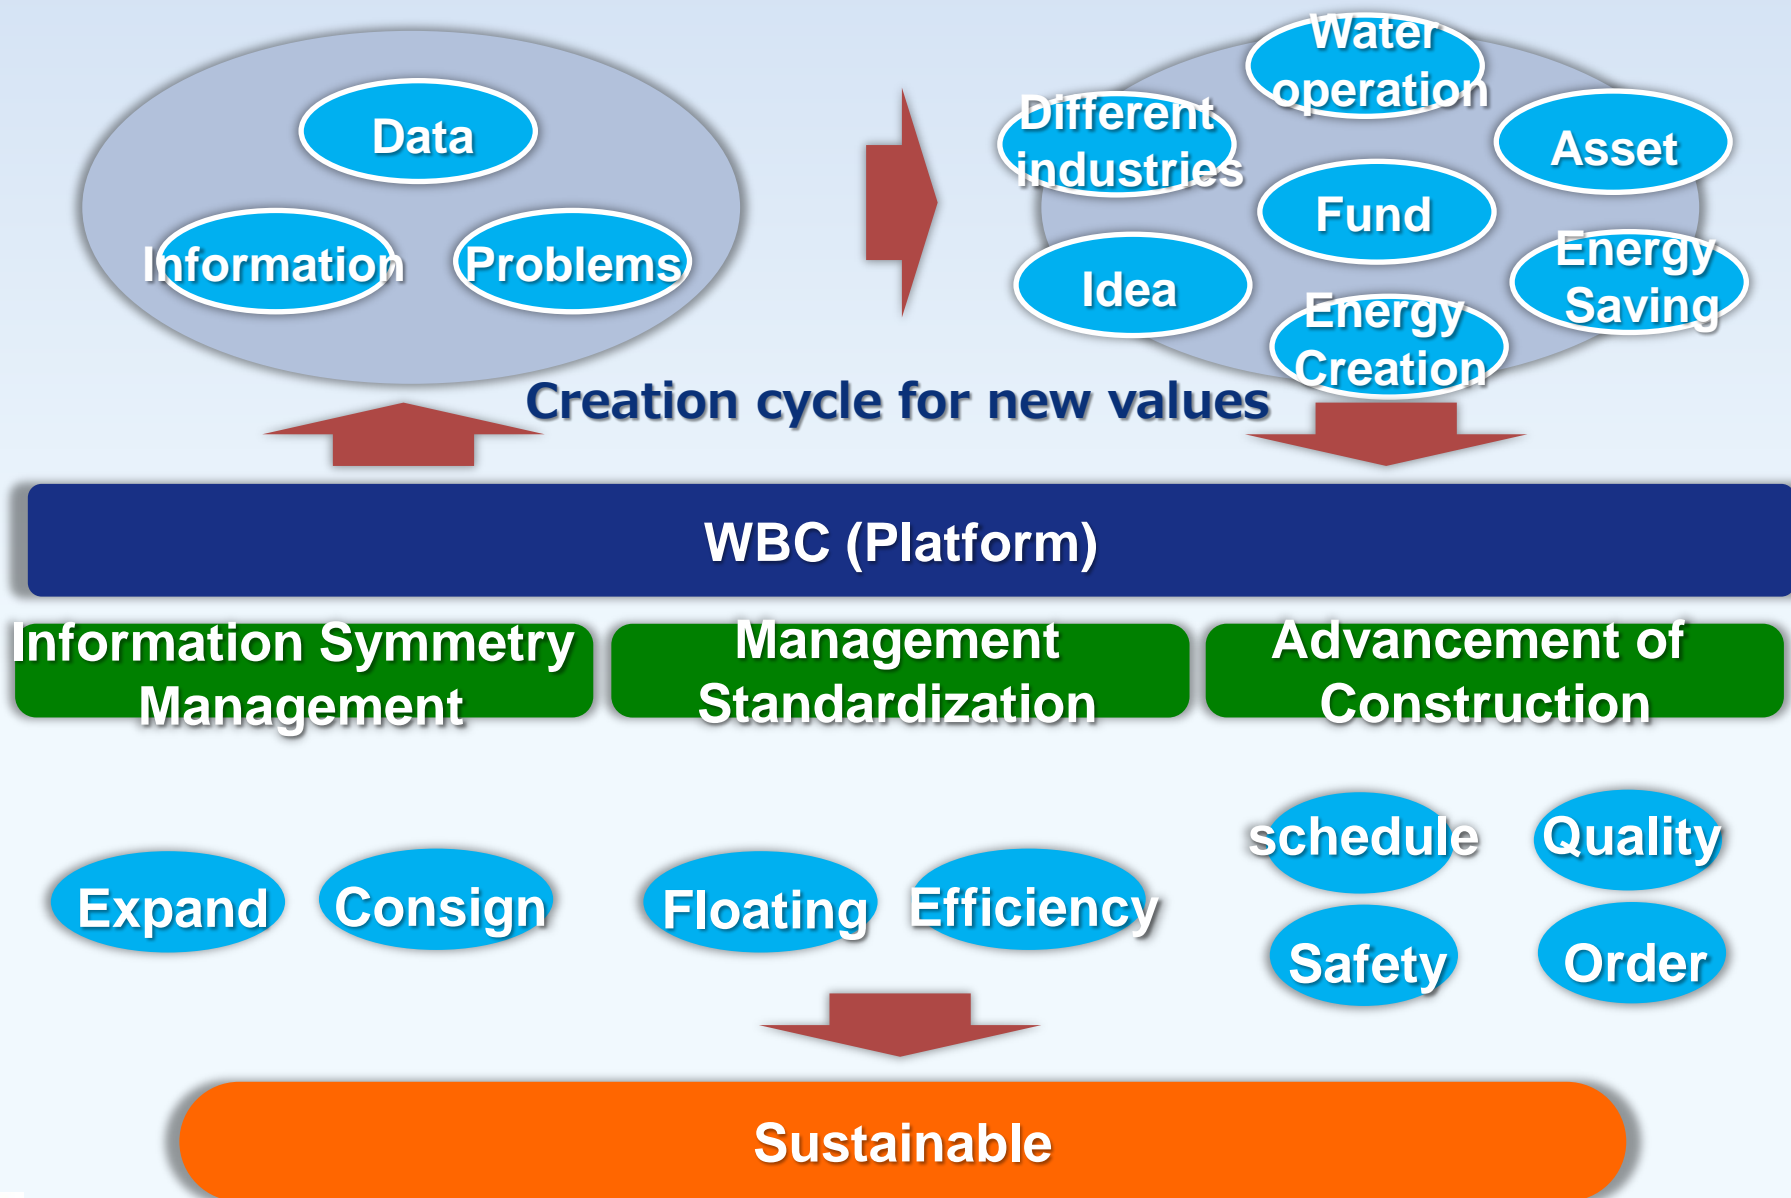 Data
Information
Problems
Water
operation
Different
industries
Asset
Fund
Idea
Energy
Saving
Energy
Creation
Creation cycle for new values
WBC (Platform)
Information Symmetry
Management
Management
Standardization
Advancement of
Construction
Expand
Consign
Floating
Efficiency
schedule
Quality
Safety
Order
Sustainable